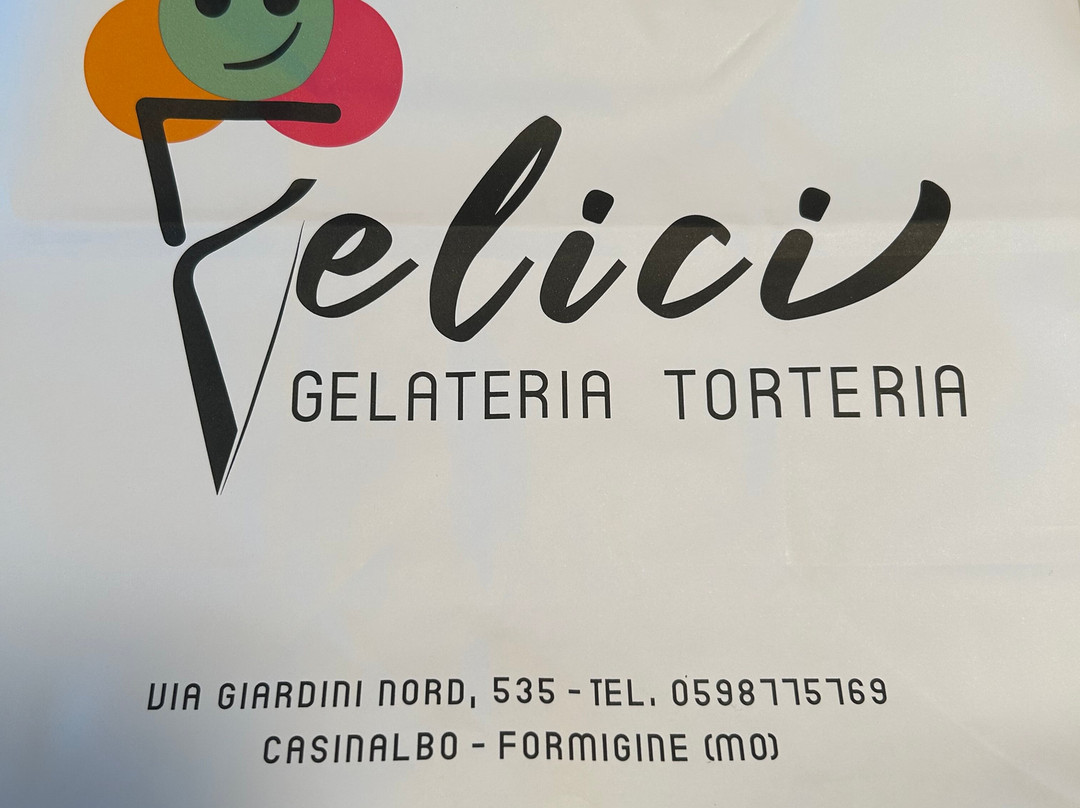 Felici
GELATERIA TORTERIA
VIA GIARDINI NORD, 535 - TEL. 0598775769
CASINALBO - FORMIGINE (MO)